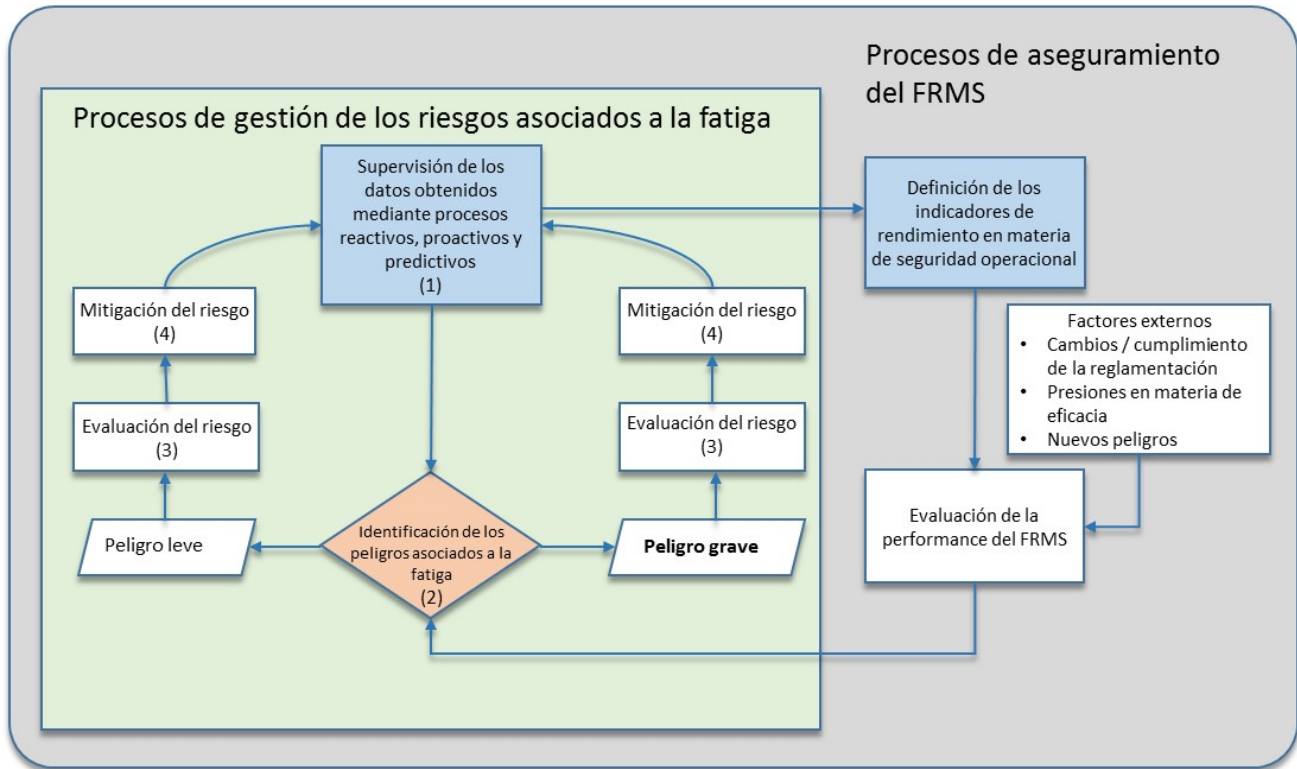 Procesos de aseguramiento
del FRMS
Procesos de gestión de los riesgos asociados a la fatiga
Supervisión de los
datos obtenidos
mediante procesos
reactivos, proactivos y
predictivos
(1)
Definición de los
indicadores de
rendimiento en materia
de seguridad operacional
Mitigación del riesgo
(4)
Mitigación del riesgo
(4)
Factores externos
• Cambios / cumplimiento
de la reglamentación
• Presiones en materia de
eficacia
• Nuevos peligros
Evaluación del riesgo
(3)
Evaluación del riesgo
(3)
Peligro leve
Identificación de los
peligros asociados a la
fatiga
(2)
Peligro grave
Evaluación de la
performance del FRMS